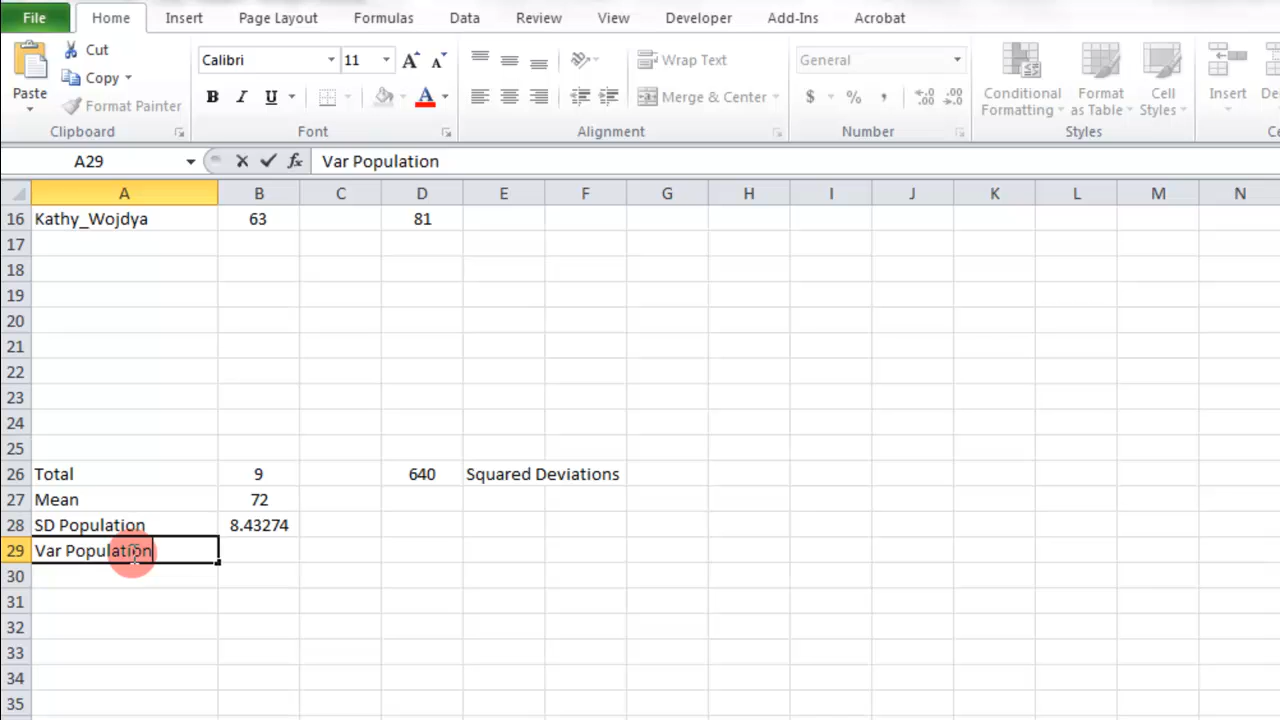 File Home Insert Page Layout Formulas Data Review View Developer Add-Ins Acrobat
Paste Cut
Copy
Format Painter
Clipboard
Calibri 11
B I U A
Font
Wrap Text
Merge & Center
Alignment
General
$ % ,
Number
Conditional Formatting
Format as Table
Cell Styles
Styles
Insert
A29 fx Var Population
A B C D E F G H I J K L M N
16 Kathy_Wojdya 63 81
17
18
19
20
21
22
23
24
25
26 Total 9 640 Squared Deviations
27 Mean 72
28 SD Population 8.43274
29 Var Population
30
31
32
33
34
35